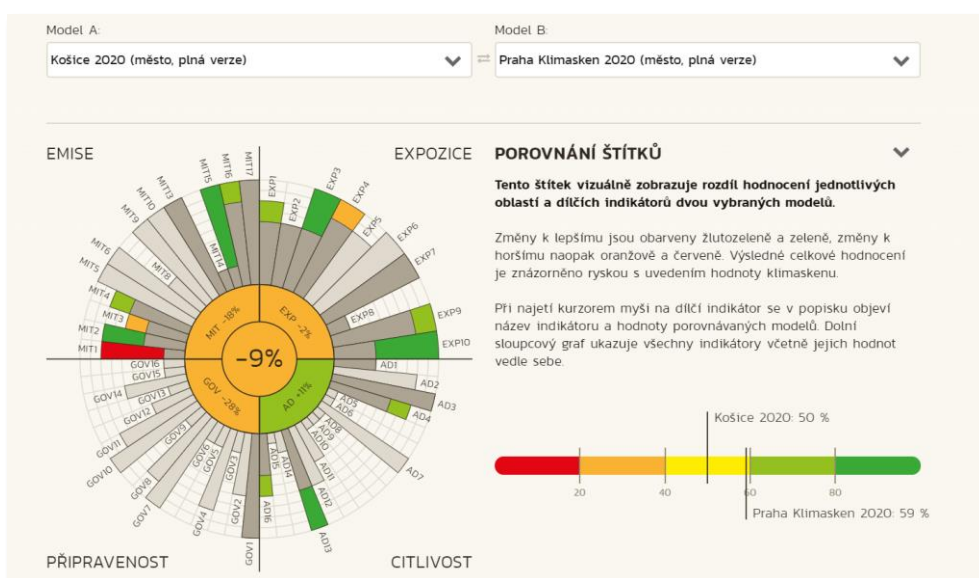 Model A:
Model B:
Košice 2020 (město, plná verze)
Praha Klimasken 2020 (město, plná verze)
EMISE
EXPOZICE
POROVNÁNÍ ŠTÍTKŮ
Tento štítek vizuálně zobrazuje rozdíl hodnocení jednotlivých
oblastí a dílčích indikátorů dvou vybraných modelů.
Změny k lepšímu jsou obarveny žlutozeleně a zeleně, změny k
horšímu naopak oranžově a červeně. Výsledné celkové hodnocení
je znázorněno ryskou s uvedením hodnoty klimaskenu.
Při najetí kurzorem myši na dílčí indikátor se v popisku objeví
název indikátoru a hodnoty porovnávaných modelů. Dolní
sloupcový graf ukazuje všechny indikátory včetně jejich hodnot
vedle sebe.
MIT1
MIT2
MIT3
MIT4
MIT5
MIT6
MIT8
MIT9
MIT10
MIT13
MIT14
MIT15
MIT16
MIT17
EXP1
EXP2
EXP3
EXP4
EXP5
EXP6
EXP7
EXP8
EXP9
EXP10
MIT -18%
EXP -2%
-9%
GOV -28%
AD +11%
AD1
AD2
AD3
AD4
AD5
AD6
AD7
AD8
AD9
AD10
AD11
AD12
AD13
AD14
AD15
AD16
GOV1
GOV2
GOV3
GOV4
GOV5
GOV6
GOV7
GOV8
GOV9
GOV10
GOV11
GOV12
GOV13
GOV14
GOV15
GOV16
PŘIPRAVENOST
CITLIVOST
Košice 2020: 50 %
20
40
60
80
Praha Klimasken 2020: 59 %